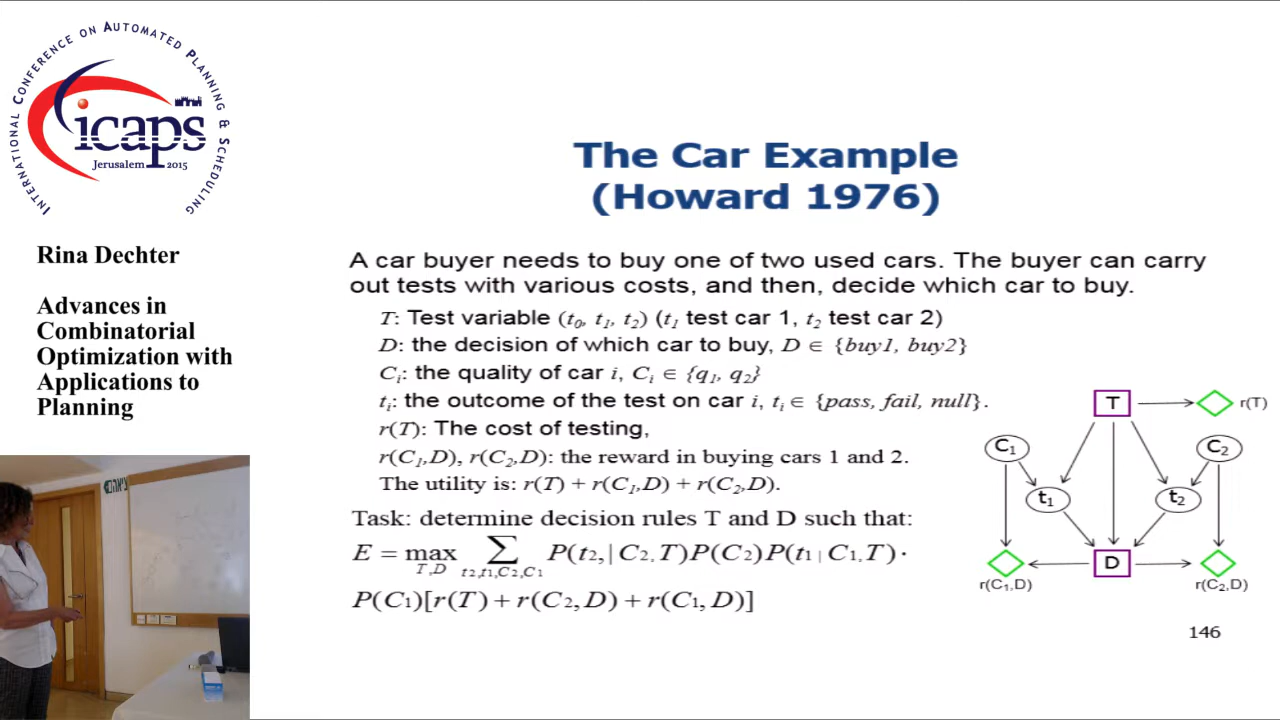 INTERNATIONAL CONFERENCE ON AUTOMATED PLANNING & SCHEDULING
icaps
Jerusalem 2015
Rina Dechter
Advances in
Combinatorial
Optimization with
Applications to
Planning
The Car Example
(Howard 1976)
A car buyer needs to buy one of two used cars. The buyer can carry
out tests with various costs, and then, decide which car to buy.
T: Test variable (t0, t1, t2) (t1 test car 1, t2 test car 2)
D: the decision of which car to buy, D ∈ {buy1, buy2}
Ci: the quality of car i, Ci ∈ {q1, q2}
ti: the outcome of the test on car i, ti ∈ {pass, fail, null}.
r(T): The cost of testing,
r(C1,D), r(C2,D): the reward in buying cars 1 and 2.
The utility is: r(T) + r(C1,D) + r(C2,D).
Task: determine decision rules T and D such that:
E = max T,D ∑ t2,t1,C2,C1 P(t2,|C2,T)P(C2)P(t1|C1,T)·
P(C1)[r(T)+r(C2,D)+r(C1,D)]
T
r(T)
C1
C2
t1
t2
D
r(C1,D)
r(C2,D)
146